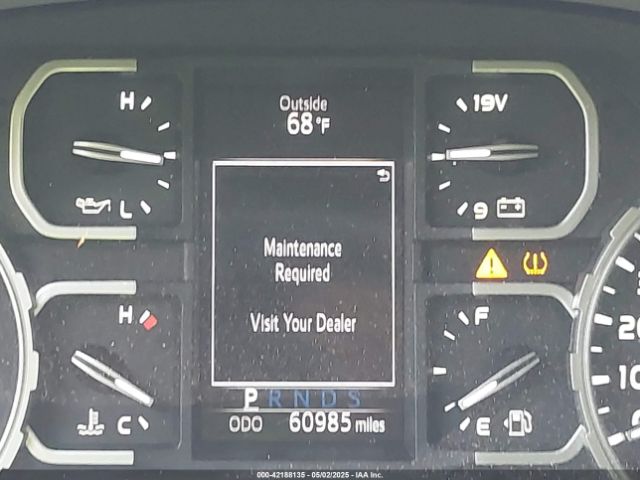 Outside
68°F
H
L
19V
9
Maintenance
Required
Visit Your Dealer
H
C
F
E
P R N D S
ODO 60985 miles
20
10
0
000-42188135 - 05/02/2025 - IAA Inc.